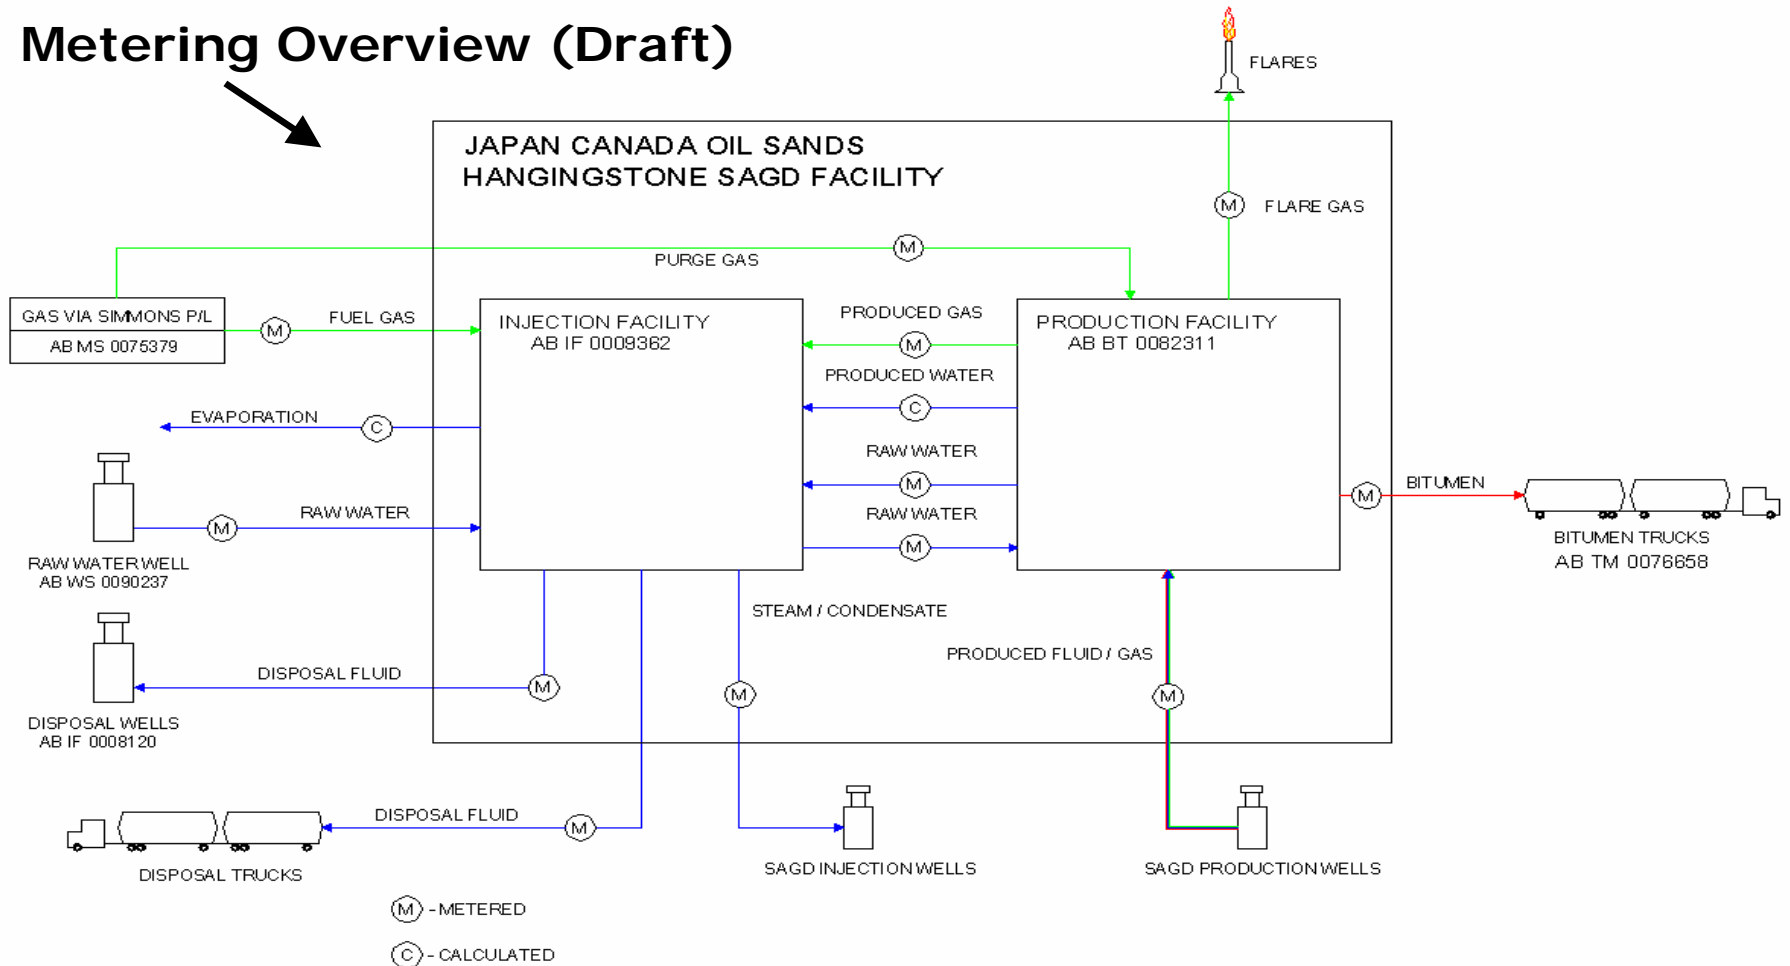 Metering Overview (Draft)
FLARES
JAPAN CANADA OIL SANDS
HANGINGSTONE SAGD FACILITY
M
FLARE GAS
M
PURGE GAS
GAS VIA SIMMONS P/L
AB MS 0075379
M
FUEL GAS
INJECTION FACILITY
AB IF 0009362
PRODUCED GAS
M
PRODUCTION FACILITY
AB BT 0082311
PRODUCED WATER
C
EVAPORATION
C
RAW WATER
M
RAW WATER
M
BITUMEN
M
BITUMEN TRUCKS
AB TM 0076658
RAW WATER
M
RAW WATER WELL
AB WS 0090237
STEAM / CONDENSATE
M
PRODUCED FLUID / GAS
M
DISPOSAL FLUID
M
DISPOSAL WELLS
AB IF 0008120
DISPOSAL FLUID
M
DISPOSAL TRUCKS
SAGD INJECTION WELLS
SAGD PRODUCTION WELLS
M - METERED
C - CALCULATED